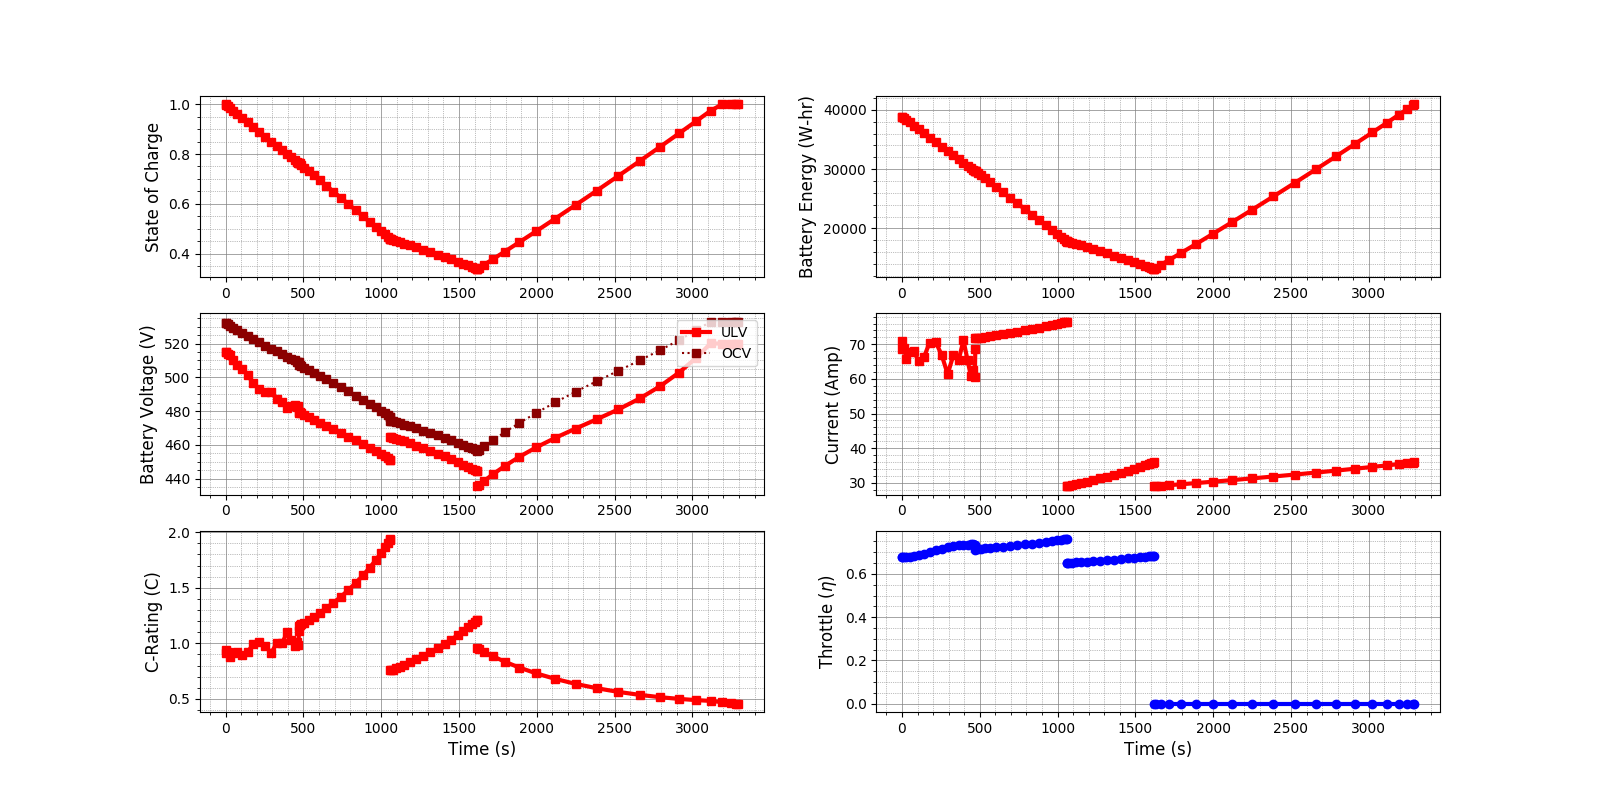 State of Charge
1.0
0.8
0.6
0.4
0 500 1000 1500 2000 2500 3000
Battery Energy (W-hr)
40000
30000
20000
0 500 1000 1500 2000 2500 3000
Battery Voltage (V)
520
500
480
460
440
ULV
OCV
0 500 1000 1500 2000 2500 3000
Current (Amp)
70
60
50
40
30
0 500 1000 1500 2000 2500 3000
C-Rating (C)
2.0
1.5
1.0
0.5
0 500 1000 1500 2000 2500 3000
Time (s)
Throttle (η)
0.6
0.4
0.2
0.0
0 500 1000 1500 2000 2500 3000
Time (s)